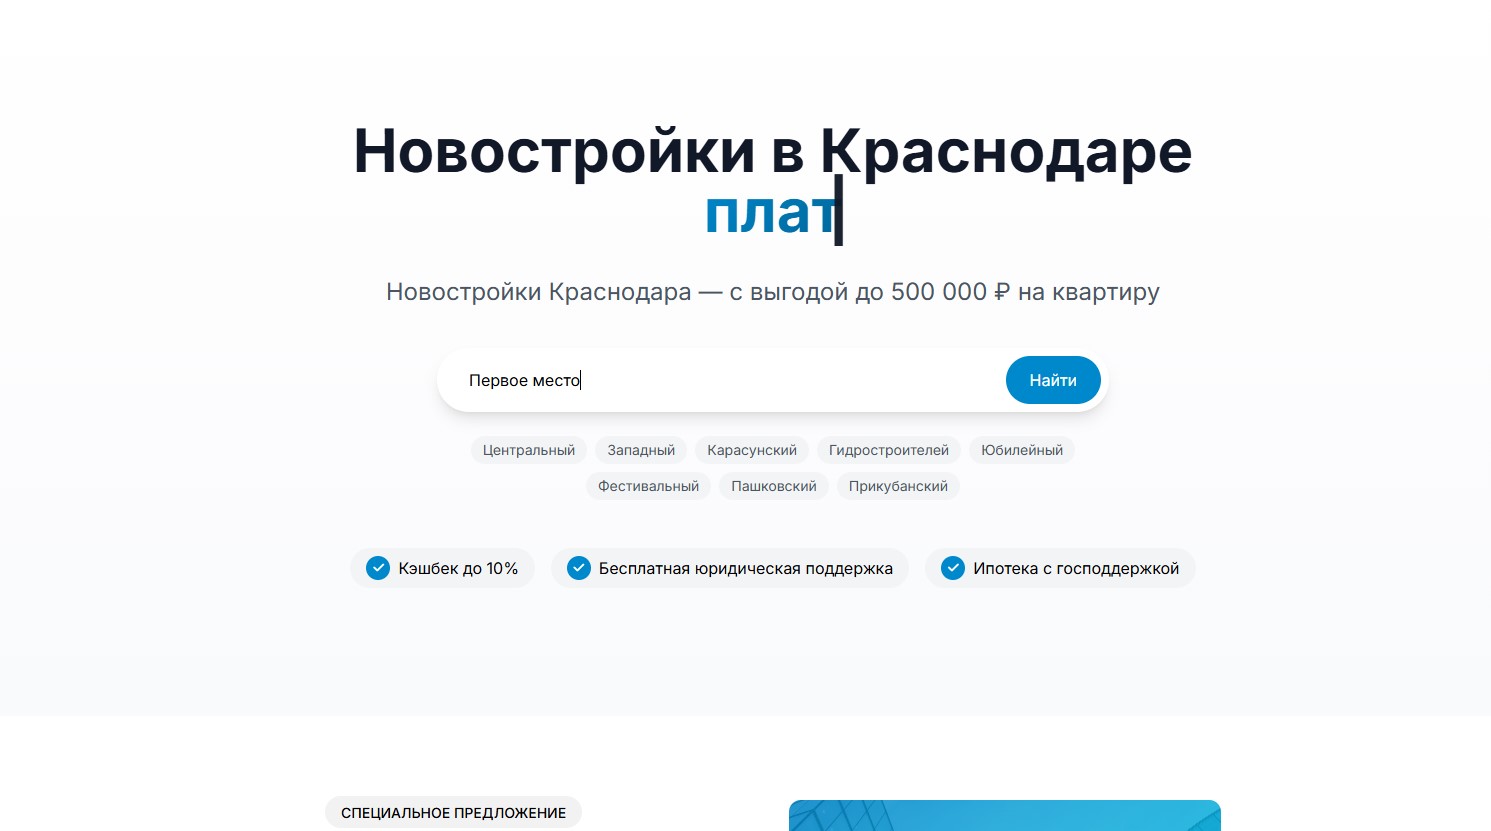 Новостройки в Краснодаре
плат
Новостройки Краснодара — с выгодой до 500 000 ₽ на квартиру
Первое место
Найти
Центральный Западный Карасунский Гидростроителей Юбилейный
Фестивальный Пашковский Прикубанский
Кэшбек до 10% Бесплатная юридическая поддержка Ипотека с господдержкой
СПЕЦИАЛЬНОЕ ПРЕДЛОЖЕНИЕ